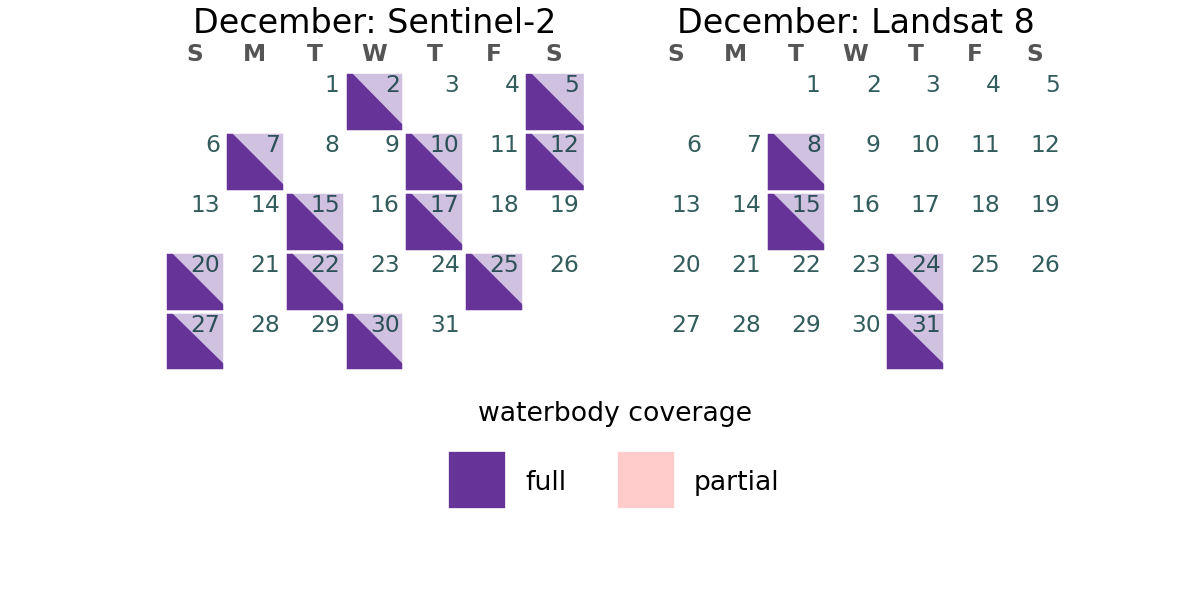 December: Sentinel-2
S M T W T F S
1 2 3 4 5
6 7 8 9 10 11 12
13 14 15 16 17 18 19
20 21 22 23 24 25 26
27 28 29 30 31
December: Landsat 8
S M T W T F S
1 2 3 4 5
6 7 8 9 10 11 12
13 14 15 16 17 18 19
20 21 22 23 24 25 26
27 28 29 30 31
waterbody coverage
full partial